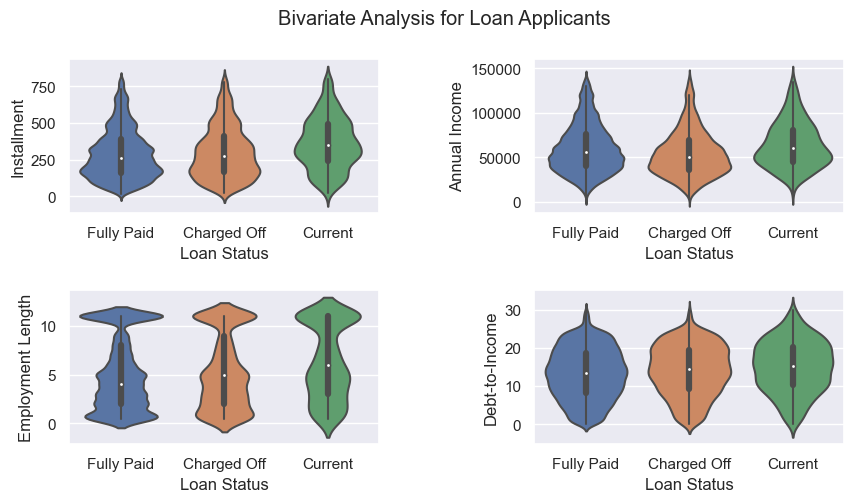 Bivariate Analysis for Loan Applicants
Installment
750
500
250
0
Fully Paid Charged Off Current
Loan Status
Annual Income
150000
100000
50000
0
Fully Paid Charged Off Current
Loan Status
Employment Length
10
5
0
Fully Paid Charged Off Current
Loan Status
Debt-to-Income
30
20
10
0
Fully Paid Charged Off Current
Loan Status